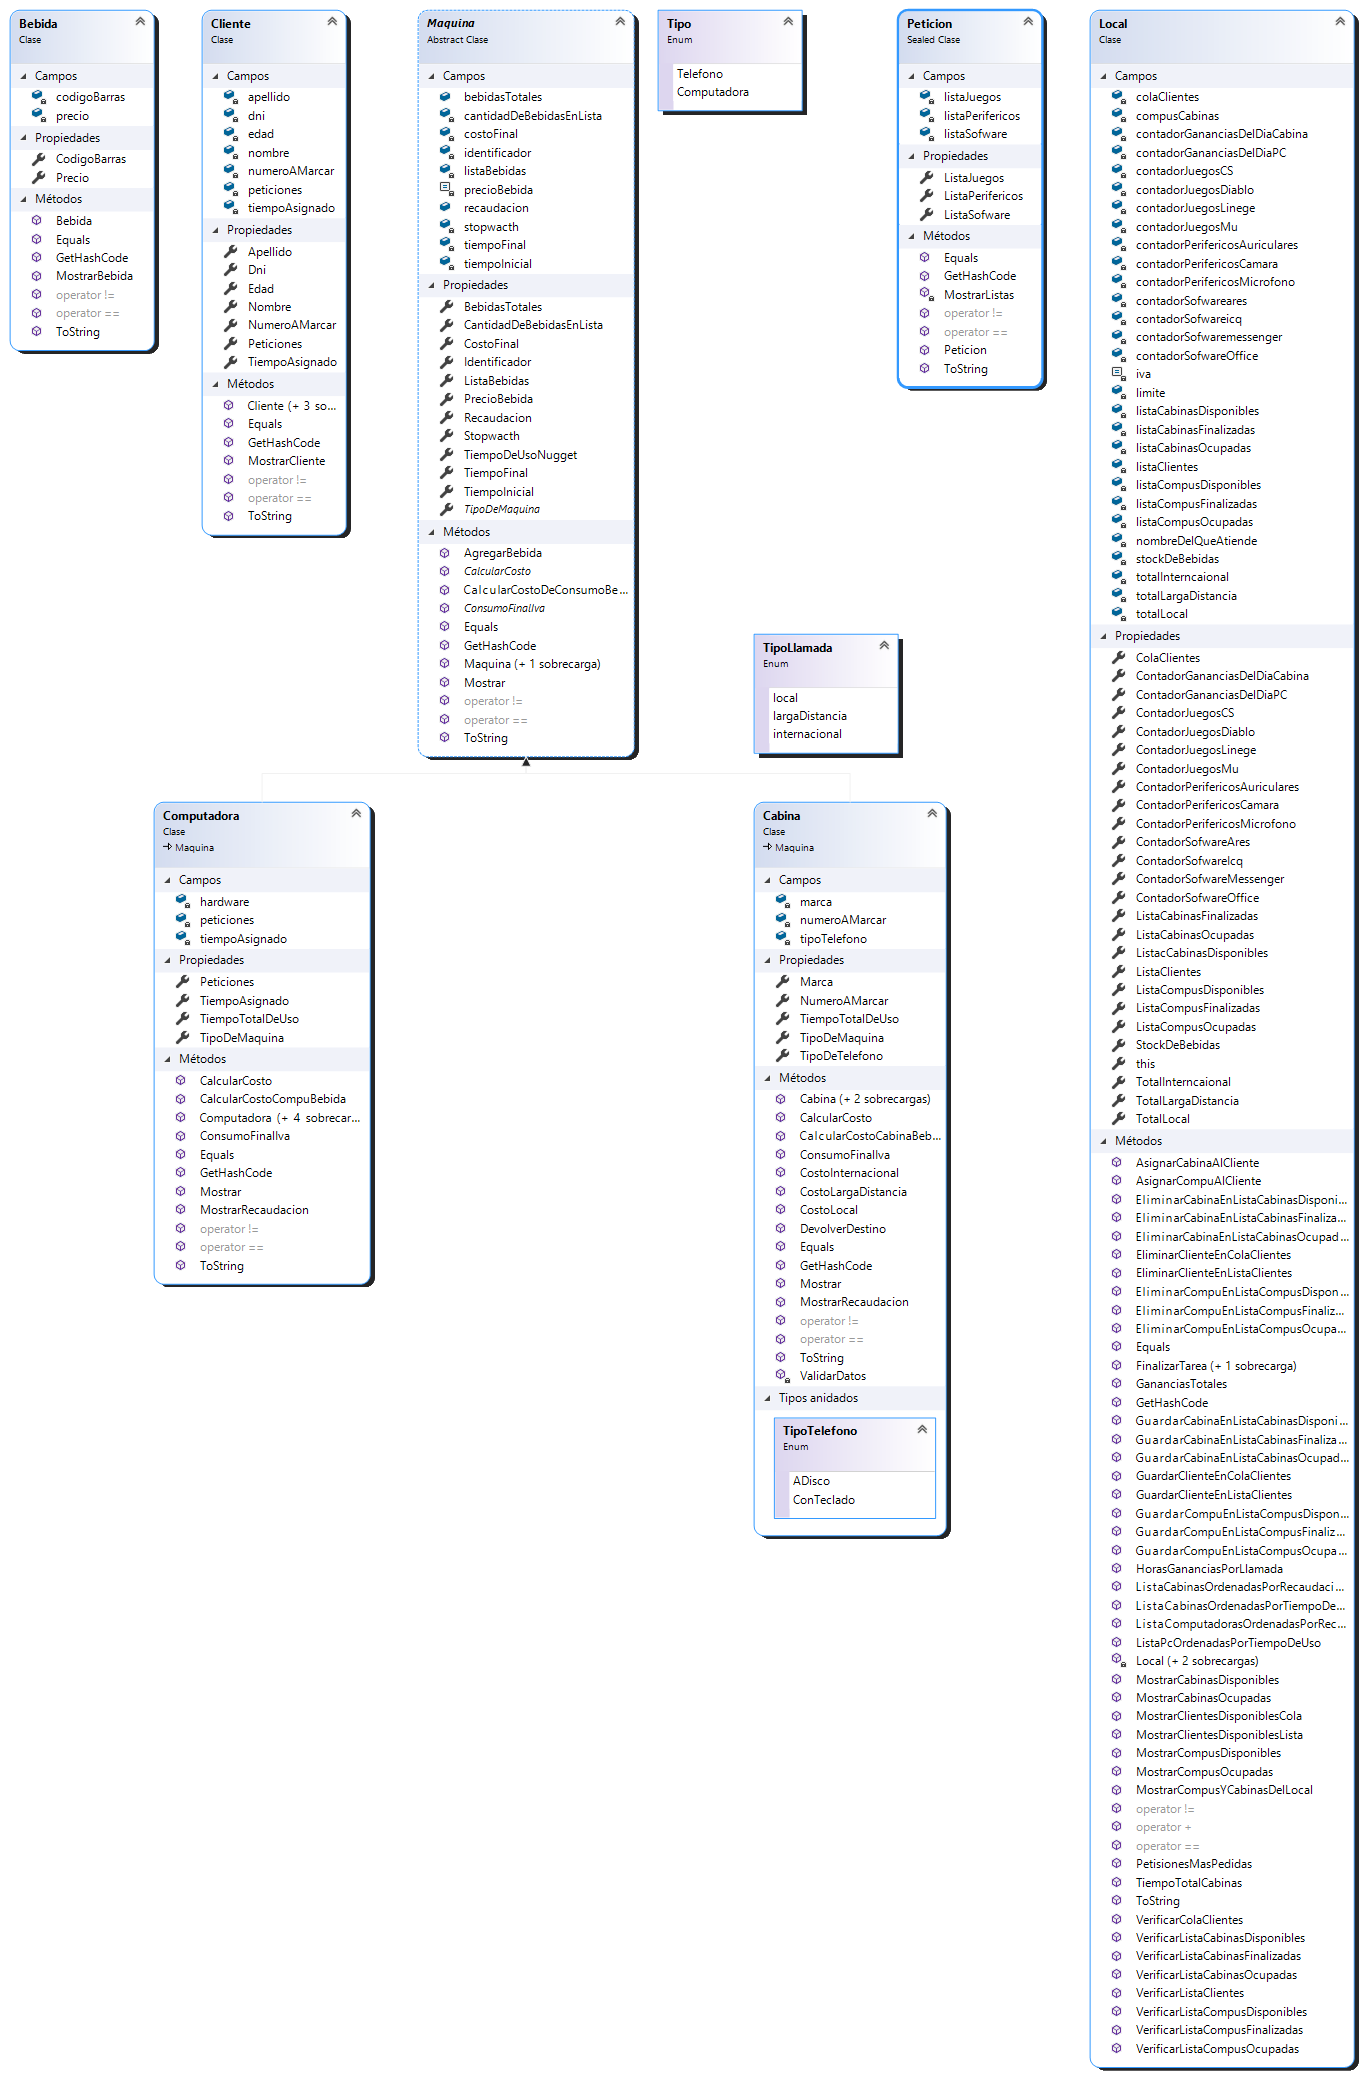 Bebida
Clase
Campos
codigoBarras
precio
Propiedades
CodigoBarras
Precio
Métodos
Bebida
Equals
GetHashCode
MostrarBebida
operator !=
operator ==
ToString
Cliente
Clase
Campos
apellido
dni
edad
nombre
numeroAMarcar
peticiones
tiempoAsignado
Propiedades
Apellido
Dni
Edad
Nombre
NumeroAMarcar
Peticiones
TiempoAsignado
Métodos
Cliente (+ 3 so...
Equals
GetHashCode
MostrarCliente
operator !=
operator ==
ToString
Maquina
Abstract Clase
Campos
bebidasTotales
cantidadDeBebidasEnLista
costoFinal
identificador
listaBebidas
precioBebida
recaudacion
stopwacth
tiempoFinal
tiempoInicial
Propiedades
BebidasTotales
CantidadDeBebidasEnLista
CostoFinal
Identificador
ListaBebidas
PrecioBebida
Recaudacion
Stopwacth
TiempoDeUsoNugget
TiempoFinal
TiempoInicial
TipoDeMaquina
Métodos
AgregarBebida
CalcularCosto
CalcularCostoDeConsumoBe...
ConsumoFinalIva
Equals
GetHashCode
Maquina (+ 1 sobrecarga)
Mostrar
operator !=
operator ==
ToString
Tipo
Enum
Telefono
Computadora
TipoLlamada
Enum
local
largaDistancia
internacional
Peticion
Sealed Clase
Campos
listaJuegos
listaPerifericos
listaSofware
Propiedades
ListaJuegos
ListaPerifericos
ListaSofware
Métodos
Equals
GetHashCode
MostrarListas
operator !=
operator ==
Peticion
ToString
Computadora
Clase
Maquina
Campos
hardware
peticiones
tiempoAsignado
Propiedades
Peticiones
TiempoAsignado
TiempoTotalDeUso
TipoDeMaquina
Métodos
CalcularCosto
CalcularCostoCompuBebida
Computadora (+ 4 sobrecar...
ConsumoFinalIva
Equals
GetHashCode
Mostrar
MostrarRecaudacion
operator !=
operator ==
ToString
Cabina
Clase
Maquina
Campos
marca
numeroAMarcar
tipoTelefono
Propiedades
Marca
NumeroAMarcar
TiempoTotalDeUso
TipoDeMaquina
TipoDeTelefono
Métodos
Cabina (+ 2 sobrecargas)
CalcularCosto
CalcularCostoCabinaBeb...
ConsumoFinalIva
CostoInternacional
CostoLargaDistancia
CostoLocal
DevolverDestino
Equals
GetHashCode
Mostrar
MostrarRecaudacion
operator !=
operator ==
ToString
ValidarDatos
Tipos anidados
TipoTelefono
Enum
ADisco
ConTeclado
Local
Clase
Campos
colaClientes
compusCabinas
contadorGananciasDelDiaCabina
contadorGananciasDelDiaPC
contadorJuegosCS
contadorJuegosDiablo
contadorJuegosLinege
contadorJuegosMu
contadorPerifericosAuriculares
contadorPerifericosCamara
contadorPerifericosMicrofono
contadorSofwareares
contadorSofwareicq
contadorSofwaremessenger
contadorSofwareOffice
iva
limite
listaCabinasDisponibles
listaCabinasFinalizadas
listaCabinasOcupadas
listaClientes
listaCompusDisponibles
listaCompusFinalizadas
listaCompusOcupadas
nombreDelQueAtiende
stockDeBebidas
totalInterncaional
totalLargaDistancia
totalLocal
Propiedades
ColaClientes
ContadorGananciasDelDiaCabina
ContadorGananciasDelDiaPC
ContadorJuegosCS
ContadorJuegosDiablo
ContadorJuegosLinege
ContadorJuegosMu
ContadorPerifericosAuriculares
ContadorPerifericosCamara
ContadorPerifericosMicrofono
ContadorSofwareAres
ContadorSofwareIcq
ContadorSofwareMessenger
ContadorSofwareOffice
ListaCabinasFinalizadas
ListaCabinasOcupadas
ListacCabinasDisponibles
ListaClientes
ListaCompusDisponibles
ListaCompusFinalizadas
ListaCompusOcupadas
StockDeBebidas
this
TotalInterncaional
TotalLargaDistancia
TotalLocal
Métodos
AsignarCabinaAlCliente
AsignarCompuAlCliente
EliminarCabinaEnListaCabinasDisponi...
EliminarCabinaEnListaCabinasFinaliza...
EliminarCabinaEnListaCabinasOcupad...
EliminarClienteEnColaClientes
EliminarClienteEnListaClientes
EliminarCompuEnListaCompusDispon...
EliminarCompuEnListaCompusFinaliz...
EliminarCompuEnListaCompusOcupa...
Equals
FinalizarTarea (+ 1 sobrecarga)
GananciasTotales
GetHashCode
GuardarCabinaEnListaCabinasDisponi...
GuardarCabinaEnListaCabinasFinaliza...
GuardarCabinaEnListaCabinasOcupad...
GuardarClienteEnColaClientes
GuardarClienteEnListaClientes
GuardarCompuEnListaCompusDispon...
GuardarCompuEnListaCompusFinaliz...
GuardarCompuEnListaCompusOcupa...
HorasGananciasPorLlamada
ListaCabinasOrdenadasPorRecaudaci...
ListaCabinasOrdenadasPorTiempoDe...
ListaComputadorasOrdenadasPorRec...
ListaPcOrdenadasPorTiempoDeUso
Local (+ 2 sobrecargas)
MostrarCabinasDisponibles
MostrarCabinasOcupadas
MostrarClientesDisponiblesCola
MostrarClientesDisponiblesLista
MostrarCompusDisponibles
MostrarCompusOcupadas
MostrarCompusYCabinasDelLocal
operator !=
operator +
operator ==
PetisionesMasPedidas
TiempoTotalCabinas
ToString
VerificarColaClientes
VerificarListaCabinasDisponibles
VerificarListaCabinasFinalizadas
VerificarListaCabinasOcupadas
VerificarListaClientes
VerificarListaCompusDisponibles
VerificarListaCompusFinalizadas
VerificarListaCompusOcupadas